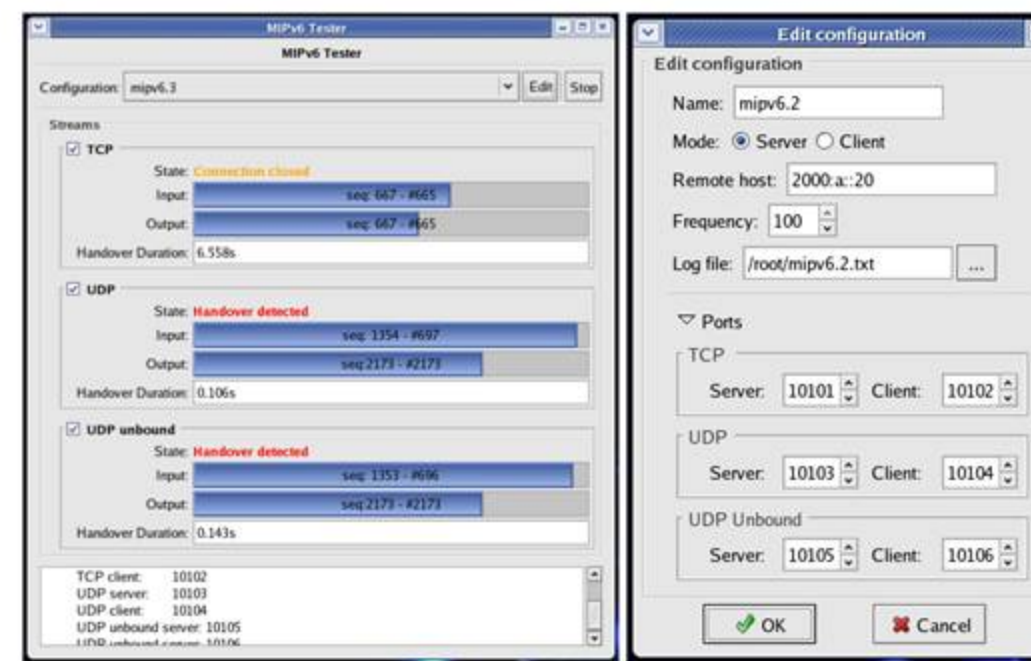 MIPv6 Tester
MIPv6 Tester
Configuration: mipv6.3 Edit Stop
Streams
TCP
State: Connection closed
Input: seq: 667 - #665
Output: seq: 667 - #665
Handover Duration: 6.558s
UDP
State: Handover detected
Input: seq: 1354 - #697
Output: seq:2173 - #2173
Handover Duration: 0.106s
UDP unbound
State: Handover detected
Input: seq: 1353 - #696
Output: seq:2173 - #2173
Handover Duration: 0.143s
TCP client: 10102
UDP server: 10103
UDP client: 10104
UDP unbound server: 10105
UDP unbound server: 10106
Edit configuration
Edit configuration
Name: mipv6.2
Mode: Server Client
Remote host: 2000:a::20
Frequency: 100
Log file: /root/mipv6.2.txt ...
Ports
TCP
Server: 10101 Client: 10102
UDP
Server: 10103 Client: 10104
UDP Unbound
Server: 10105 Client: 10106
OK Cancel